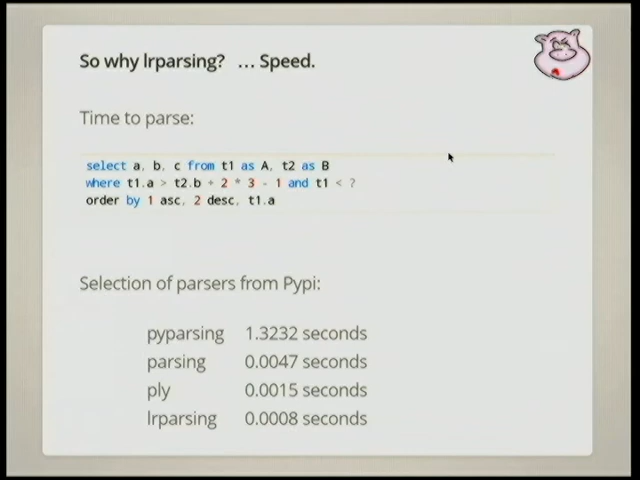 So why lrparsing? ... Speed.
Time to parse:
select a, b, c from t1 as A, t2 as B
where t1.a > t2.b + 2 * 3 - 1 and t1 < ?
order by 1 asc, 2 desc, t1.a
Selection of parsers from Pypi:
pyparsing 1.3232 seconds
parsing 0.0047 seconds
ply 0.0015 seconds
lrparsing 0.0008 seconds